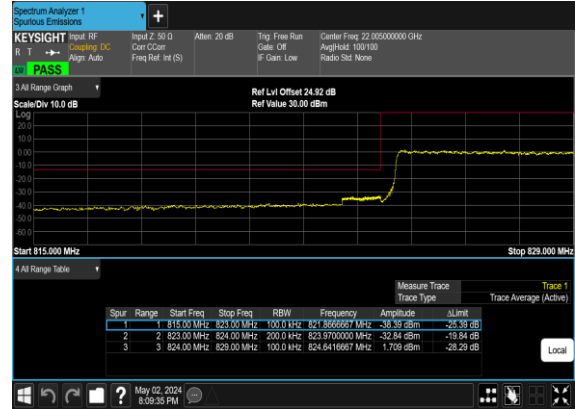 Spectrum Analyzer 1
Spurious Emissions
+
KEYSIGHT Input: RF Input Z: 50 Ω Atten: 20 dB Trig: Free Run Center Freq: 22.005000000 GHz
R T Coupling: DC Corr CCorr Gate: Off Avg|Hold: 100/100
Align: Auto Freq Ref: Int (S) IF Gain: Low Radio Std: None
PASS
3 All Range Graph
Ref Lvl Offset 24.92 dB
Scale/Div 10.0 dB Ref Value 30.00 dBm
Log
20.0
10.0
0.00
-10.0
-20.0
-30.0
-40.0
-50.0
-60.0
Start 815.000 MHz Stop 829.000 MHz
4 All Range Table
Measure Trace Trace 1
Trace Type Trace Average (Active)
Spur Range Start Freq Stop Freq RBW Frequency Amplitude ΔLimit
1 1 815.00 MHz 823.00 MHz 100.0 kHz 821.8666667 MHz -38.39 dBm -25.39 dB
2 2 823.00 MHz 824.00 MHz 200.0 kHz 823.9700000 MHz -32.84 dBm -19.84 dB
3 3 824.00 MHz 829.00 MHz 100.0 kHz 824.6416667 MHz 1.709 dBm -28.29 dB
Local
?
May 02, 2024
8:09:35 PM